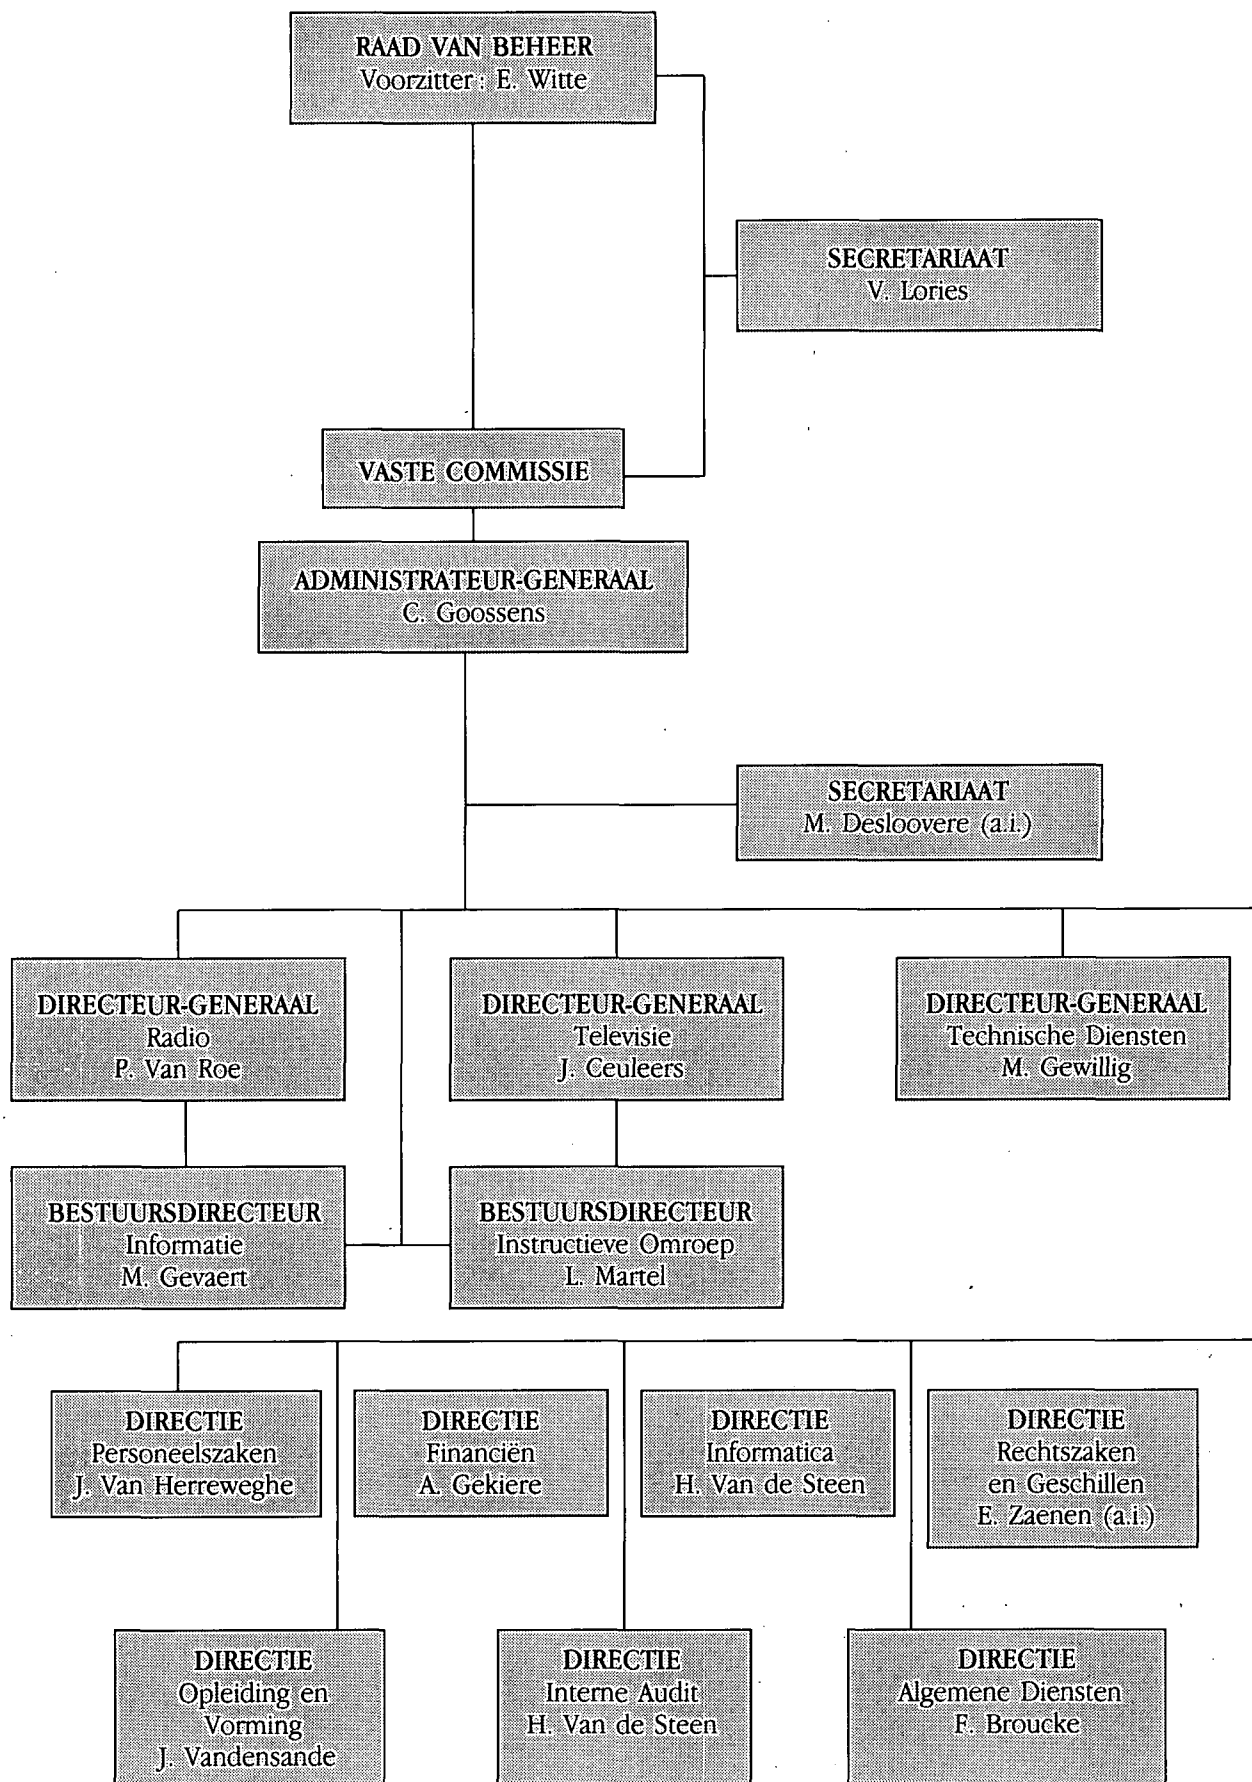 RAAD VAN BEHEER
Voorzitter : E. Witte
SECRETARIAAT
V. Lories
VASTE COMMISSIE
ADMINISTRATEUR-GENERAAL
C. Goossens
SECRETARIAAT
M. Desloovere (a.i.)
DIRECTEUR-GENERAAL
Radio
P. Van Roe
DIRECTEUR-GENERAAL
Televisie
J. Ceuleers
DIRECTEUR-GENERAAL
Technische Diensten
M. Gewillig
BESTUURSDIRECTEUR
Informatie
M. Gevaert
BESTUURSDIRECTEUR
Instructieve Omroep
L. Martel
DIRECTIE
Personeelszaken
J. Van Herreweghe
DIRECTIE
Financiën
A. Gekiere
DIRECTIE
Informatica
H. Van de Steen
DIRECTIE
Rechtszaken
en Geschillen
E. Zaenen (a.i.)
DIRECTIE
Opleiding en
Vorming
J. Vandensande
DIRECTIE
Interne Audit
H. Van de Steen
DIRECTIE
Algemene Diensten
F. Broucke